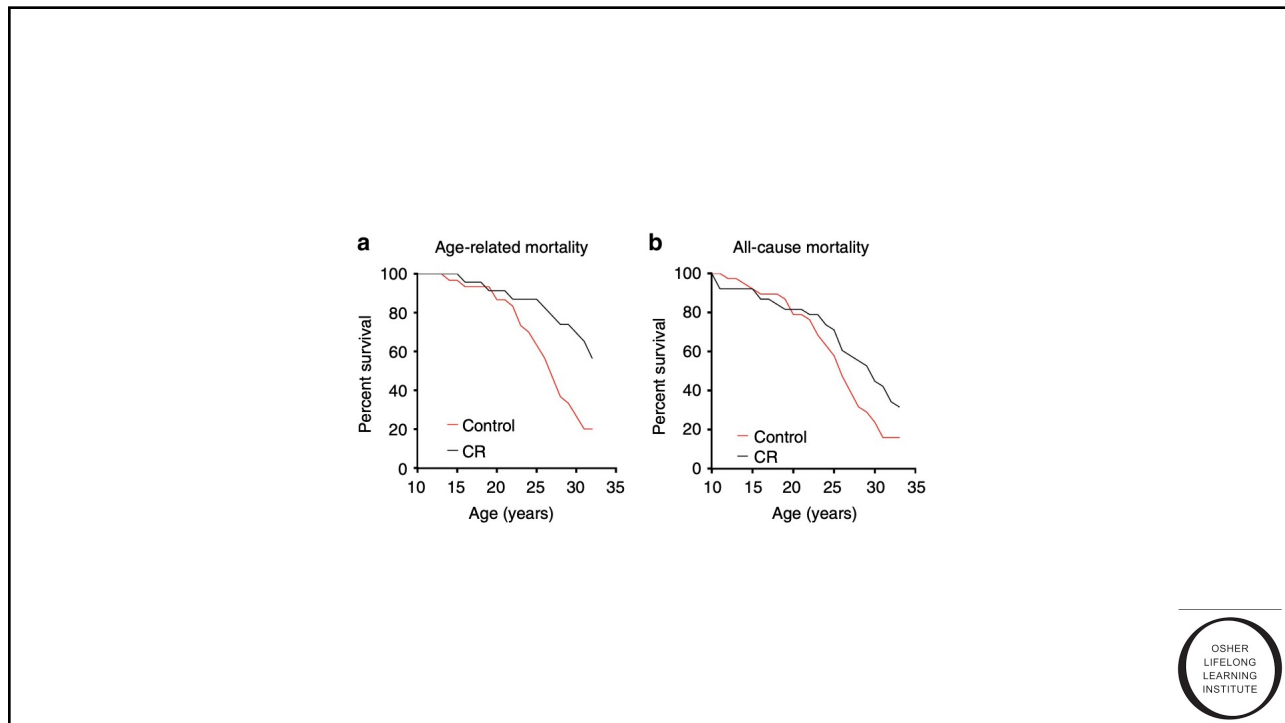 a
Age-related mortality
Percent survival
100
80
60
40
20
0
Control
CR
10 15 20 25 30 35
Age (years)
b
All-cause mortality
Percent survival
100
80
60
40
20
0
Control
CR
10 15 20 25 30 35
Age (years)
OSHER
LIFELONG
LEARNING
INSTITUTE